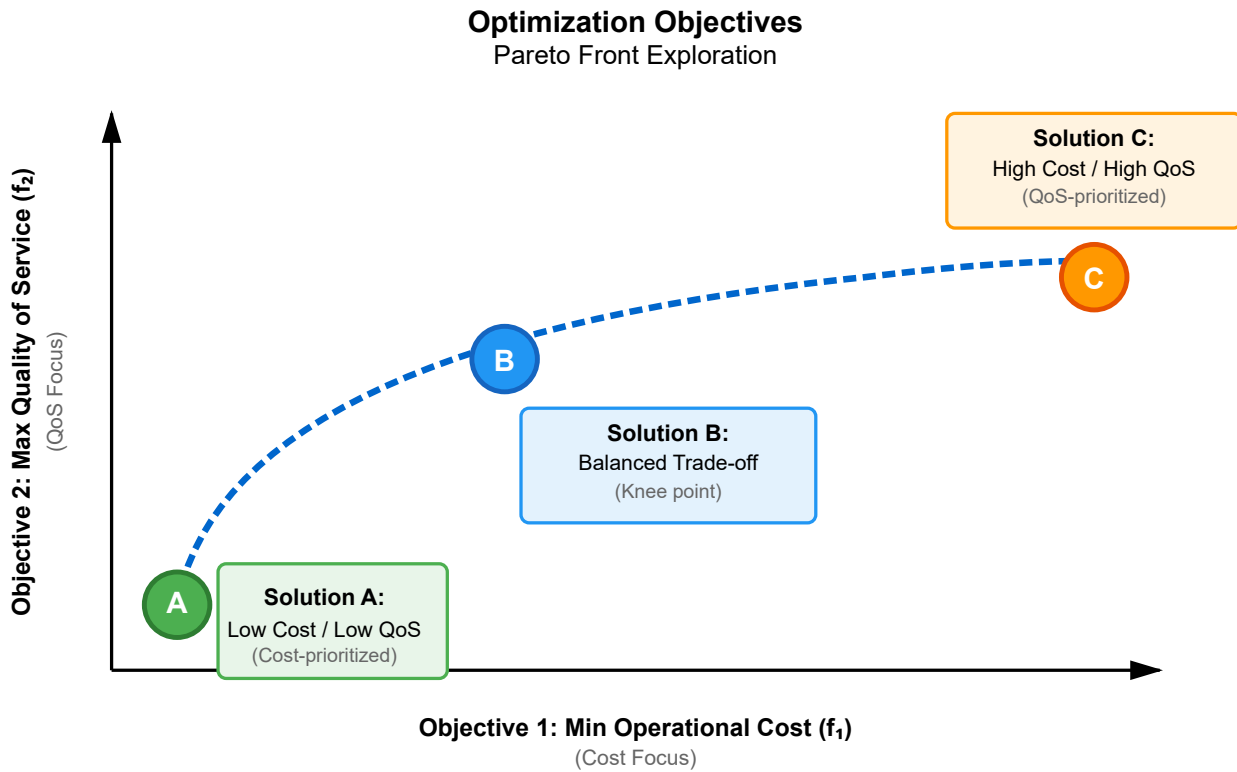 Optimization Objectives
Pareto Front Exploration
Objective 2: Max Quality of Service (f₂)
(QoS Focus)
Solution C:
High Cost / High QoS
(QoS-prioritized)
C
B
Solution B:
Balanced Trade-off
(Knee point)
A
Solution A:
Low Cost / Low QoS
(Cost-prioritized)
Objective 1: Min Operational Cost (f₁)
(Cost Focus)